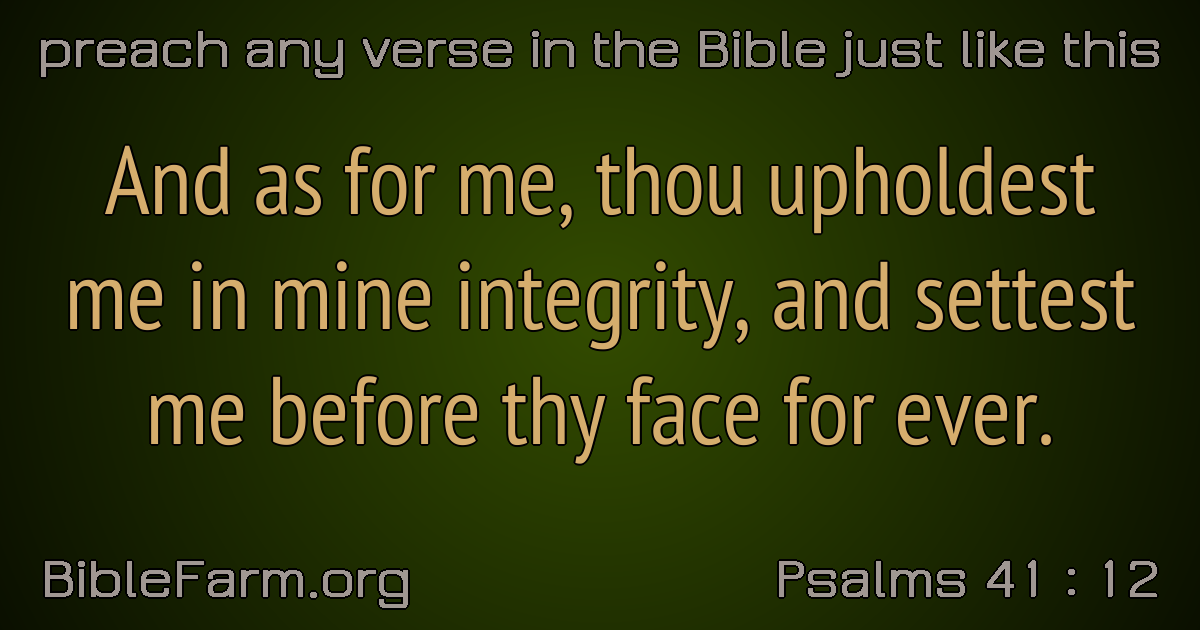 preach any verse in the Bible just like this
And as for me, thou upholdest
me in mine integrity, and settest
me before thy face for ever.
BibleFarm.org
Psalms 41 : 12